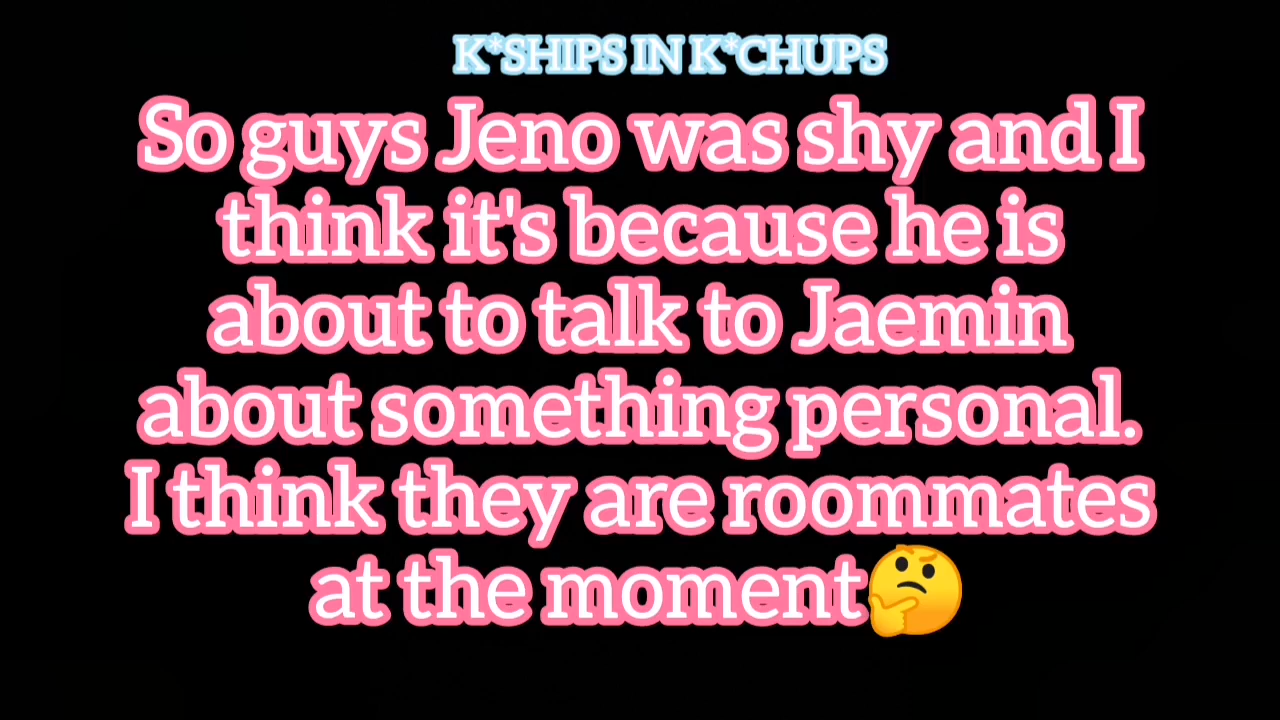 K*SHIPS IN K*CHUPS
So guys Jeno was shy and I
think it's because he is
about to talk to Jaemin
about something personal.
I think they are roommates
at the moment🤔